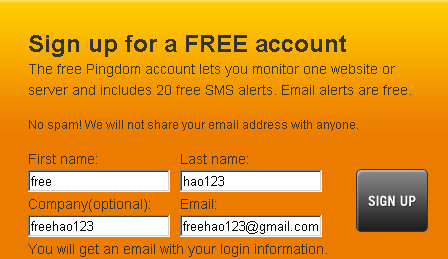 Sign up for a FREE account
The free Pingdom account lets you monitor one website or
server and includes 20 free SMS alerts. Email alerts are free.
No spam! We will not share your email address with anyone.
First name: Last name:
free hao123
SIGN UP
Company(optional): Email:
freehao123 freehao123@gmail.com
You will get an email with your login information.